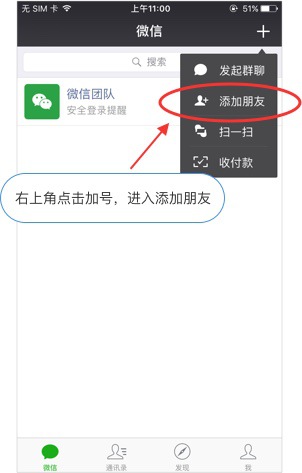 无 SIM 卡 上午11:00 51%
微信
搜索
发起群聊
微信团队
安全登录提醒
添加朋友
扫一扫
收付款
右上角点击加号，进入添加朋友
微信 通讯录 发现 我